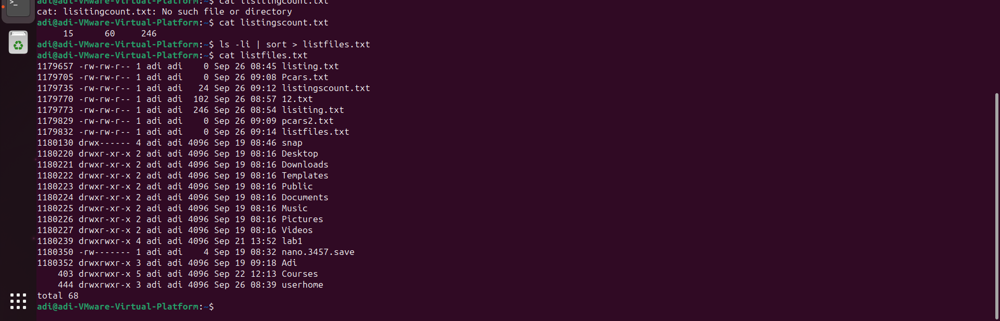 adi@adi-VMware-Virtual-Platform:~$ cat lisitingcount.txt
cat: lisitingcount.txt: No such file or directory
adi@adi-VMware-Virtual-Platform:~$ cat listingscount.txt
     15      60     246
adi@adi-VMware-Virtual-Platform:~$ ls -li | sort > listfiles.txt
adi@adi-VMware-Virtual-Platform:~$ cat listfiles.txt
1179657 -rw-rw-r-- 1 adi adi    0 Sep 26 08:45 listing.txt
1179705 -rw-rw-r-- 1 adi adi    0 Sep 26 09:08 Pcars.txt
1179735 -rw-rw-r-- 1 adi adi   24 Sep 26 09:12 listingscount.txt
1179770 -rw-rw-r-- 1 adi adi  102 Sep 26 08:57 12.txt
1179773 -rw-rw-r-- 1 adi adi  246 Sep 26 08:54 lisiting.txt
1179829 -rw-rw-r-- 1 adi adi    0 Sep 26 09:09 pcars2.txt
1179832 -rw-rw-r-- 1 adi adi    0 Sep 26 09:14 listfiles.txt
1180130 drwx------ 4 adi adi 4096 Sep 19 08:46 snap
1180220 drwxr-xr-x 2 adi adi 4096 Sep 19 08:16 Desktop
1180221 drwxr-xr-x 2 adi adi 4096 Sep 19 08:16 Downloads
1180222 drwxr-xr-x 2 adi adi 4096 Sep 19 08:16 Templates
1180223 drwxr-xr-x 2 adi adi 4096 Sep 19 08:16 Public
1180224 drwxr-xr-x 2 adi adi 4096 Sep 19 08:16 Documents
1180225 drwxr-xr-x 2 adi adi 4096 Sep 19 08:16 Music
1180226 drwxr-xr-x 2 adi adi 4096 Sep 19 08:16 Pictures
1180227 drwxr-xr-x 2 adi adi 4096 Sep 19 08:16 Videos
1180239 drwxrwxr-x 4 adi adi 4096 Sep 21 13:52 lab1
1180350 -rw------- 1 adi adi    4 Sep 19 08:32 nano.3457.save
1180352 drwxrwxr-x 3 adi adi 4096 Sep 19 09:18 Adi
    403 drwxrwxr-x 5 adi adi 4096 Sep 22 12:13 Courses
    444 drwxrwxr-x 3 adi adi 4096 Sep 26 08:39 userhome
total 68
adi@adi-VMware-Virtual-Platform:~$